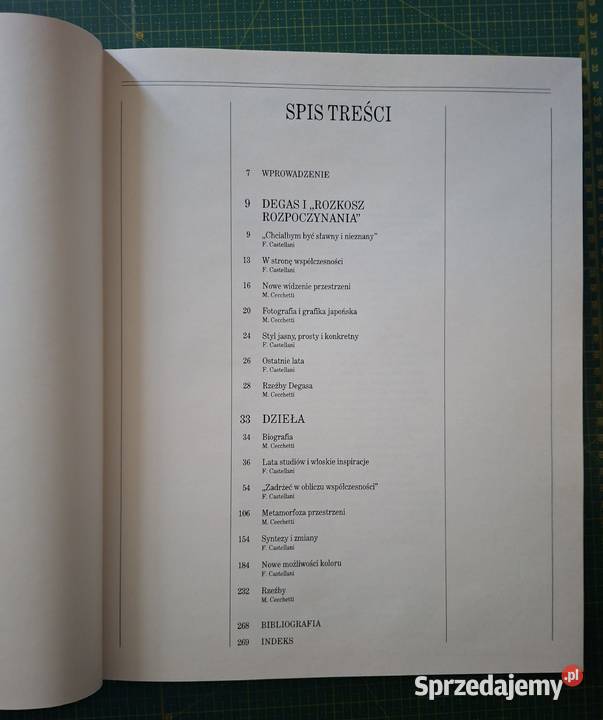 SPIS TREŚCI
7 WPROWADZENIE
9 DEGAS I „ROZKOSZ
ROZPOCZYNANIA”
9 „Chciałbym być sławny i nieznany”
F. Castellani
13 W stronę współczesności
F. Castellani
16 Nowe widzenie przestrzeni
M. Cecchetti
20 Fotografia i grafika japońska
M. Cecchetti
24 Styl jasny, prosty i konkretny
F. Castellani
26 Ostatnie lata
F. Castellani
28 Rzeźby Degasa
M. Cecchetti
33 DZIEŁA
34 Biografia
M. Cecchetti
36 Lata studiów i włoskie inspiracje
F. Castellani
54 „Zadrżeć w obliczu współczesności”
F. Castellani
106 Metamorfoza przestrzeni
M. Cecchetti
154 Syntezy i zmiany
F. Castellani
184 Nowe możliwości koloru
F. Castellani
232 Rzeźby
M. Cecchetti
268 BIBLIOGRAFIA
269 INDEKS
Sprzedajemy.pl